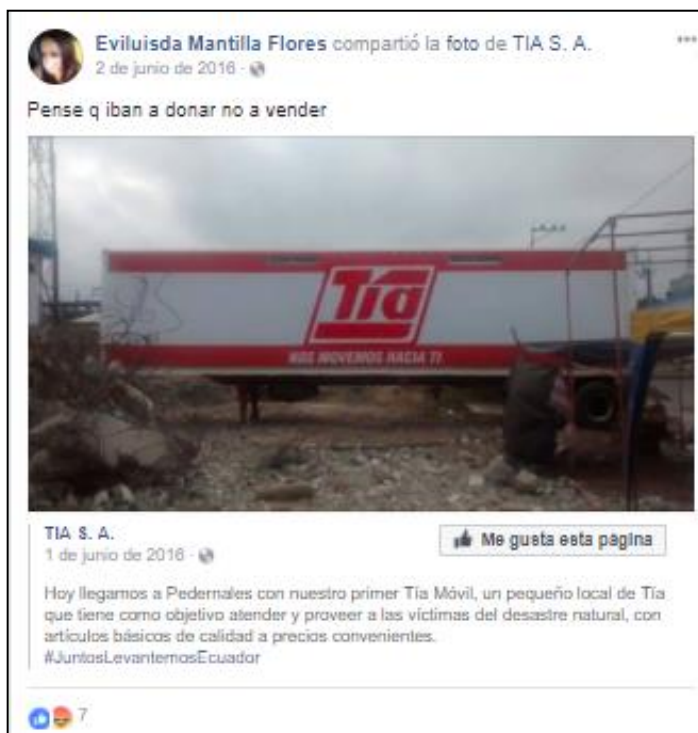 Eviluisda Mantilla Flores compartió la foto de TIA S. A.
2 de junio de 2016 ·
Pense q iban a donar no a vender
Tía
NOS MOVEMOS HACIA TI
TIA S. A.
1 de junio de 2016 ·
Me gusta esta página
Hoy llegamos a Pedernales con nuestro primer Tía Móvil, un pequeño local de Tía
que tiene como objetivo atender y proveer a las víctimas del desastre natural, con
artículos básicos de calidad a precios convenientes.
#JuntosLevantemosEcuador
7